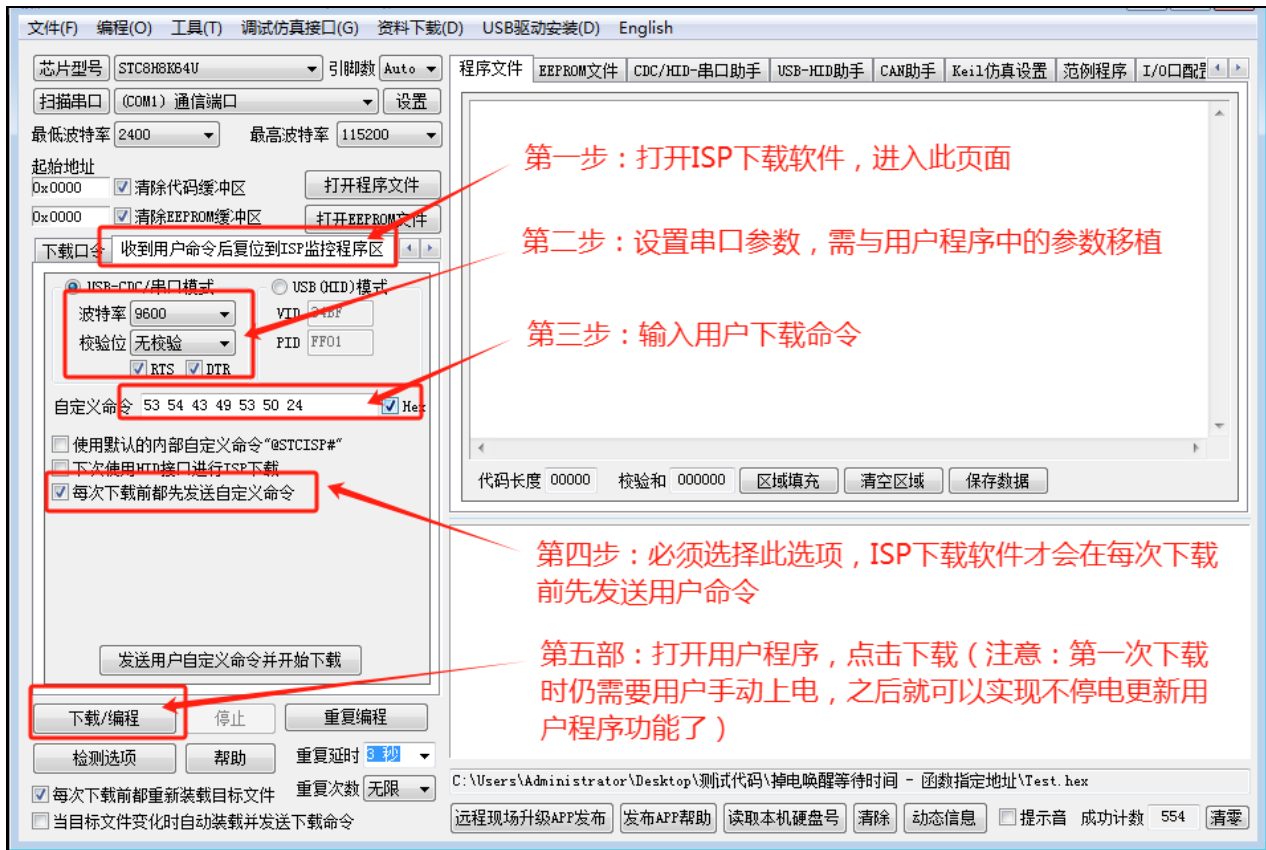 文件(F) 编程(O) 工具(T) 调试仿真接口(G) 资料下载(D) USB驱动安装(D) English
芯片型号 STC8H8K64U 引脚数 Auto
扫描串口 (COM1) 通信端口 设置
最低波特率 2400 最高波特率 115200
起始地址
0x0000 清除代码缓冲区 打开程序文件
0x0000 清除EEPROM缓冲区 打开EEPROM文件
下载口令 收到用户命令后复位到ISP监控程序区
USB-CDC/串口模式 USB(HID)模式
波特率 9600 VID 34BF
校验位 无校验 PID FF01
RTS DTR
自定义命令 53 54 43 49 53 50 24 Hex
使用默认的内部自定义命令"@STCISP#"
下次使用HID接口进行ISP下载
每次下载前都先发送自定义命令
发送用户自定义命令并开始下载
下载/编程 停止 重复编程
检测选项 帮助 重复延时 3 秒
每次下载前都重新装载目标文件 重复次数 无限
当目标文件变化时自动装载并发送下载命令
程序文件 EEPROM文件 CDC/HID-串口助手 USB-HID助手 CAN助手 Keil仿真设置 范例程序 I/O口配
第一步：打开ISP下载软件，进入此页面
第二步：设置串口参数，需与用户程序中的参数移植
第三步：输入用户下载命令
代码长度 00000 校验和 000000 区域填充 清空区域 保存数据
第四步：必须选择此选项，ISP下载软件才会在每次下载
前先发送用户命令
第五部：打开用户程序，点击下载（注意：第一次下载
时仍需要用户手动上电，之后就可以实现不停电更新用
户程序功能了）
C:\Users\Administrator\Desktop\测试代码\掉电唤醒等待时间 - 函数指定地址\Test.hex
远程现场升级APP发布 发布APP帮助 读取本机硬盘号 清除 动态信息 提示音 成功计数 554 清零